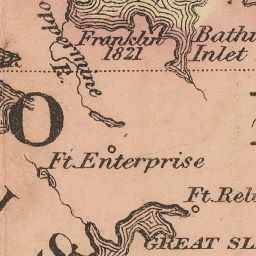 Coppermine
R.
Franklin
1821
Bathu
Inlet
R.
O
Ft. Enterprise
Ft. Reli
GREAT SL
&